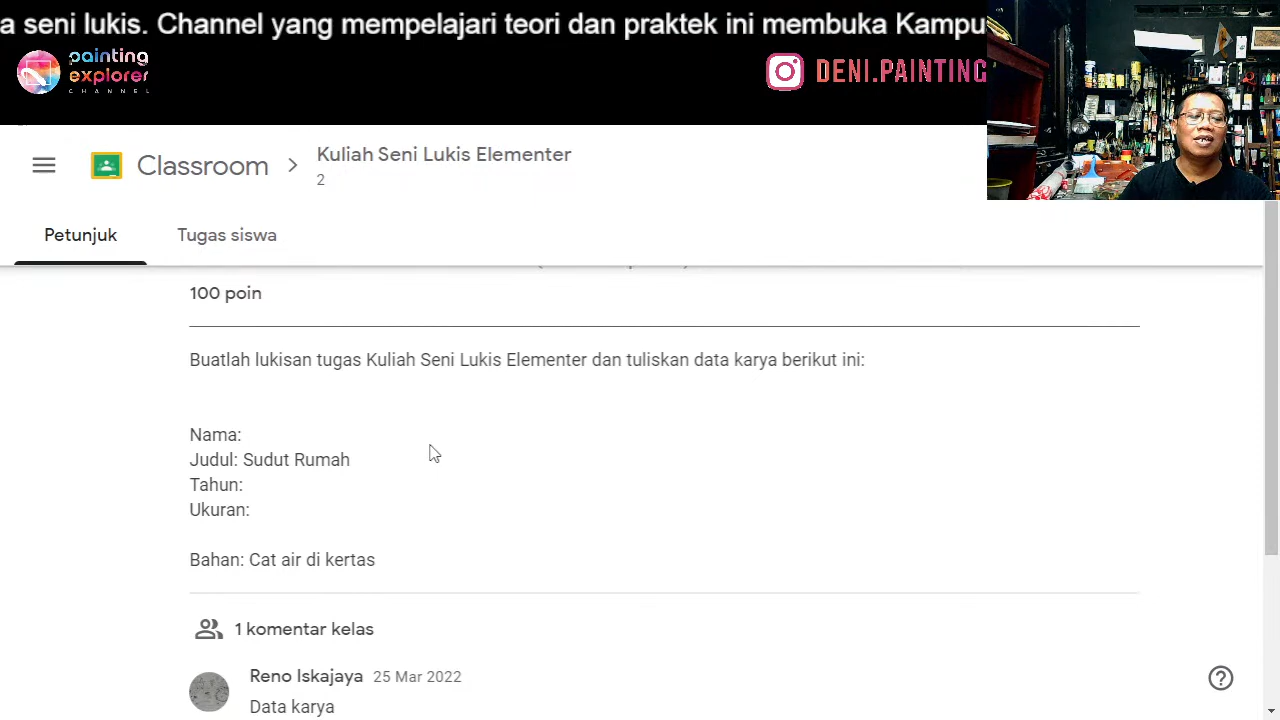 a seni lukis. Channel yang mempelajari teori dan praktek ini membuka Kampu
painting
explorer
CHANNEL
DENI.PAINTING
Classroom
Kuliah Seni Lukis Elementer
2
Petunjuk
Tugas siswa
100 poin
Buatlah lukisan tugas Kuliah Seni Lukis Elementer dan tuliskan data karya berikut ini:
Nama:
Judul: Sudut Rumah
Tahun:
Ukuran:
Bahan: Cat air di kertas
1 komentar kelas
Reno Iskajaya 25 Mar 2022
Data karya